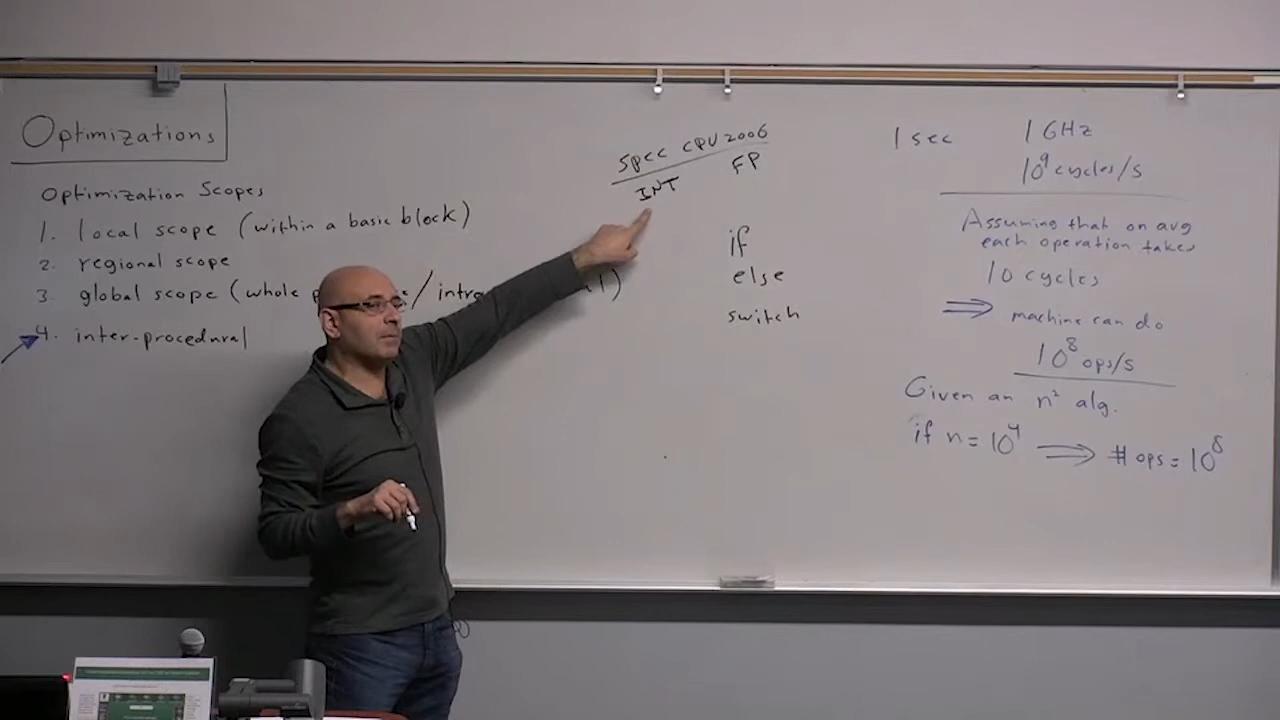 Optimizations
Optimization Scopes
1. local scope (within a basic block)
2. regional scope
3. global scope (whole
4. inter-procedural
Spec CPU 2006
INT FP
if
else
switch
1 sec 1 GHz
10⁹ cycles/s
Assuming that on avg
each operation takes
10 cycles
⇒ machine can do
10⁸ ops/s
Given an n² alg.
if n = 10⁴ ⇒ # ops = 10⁸